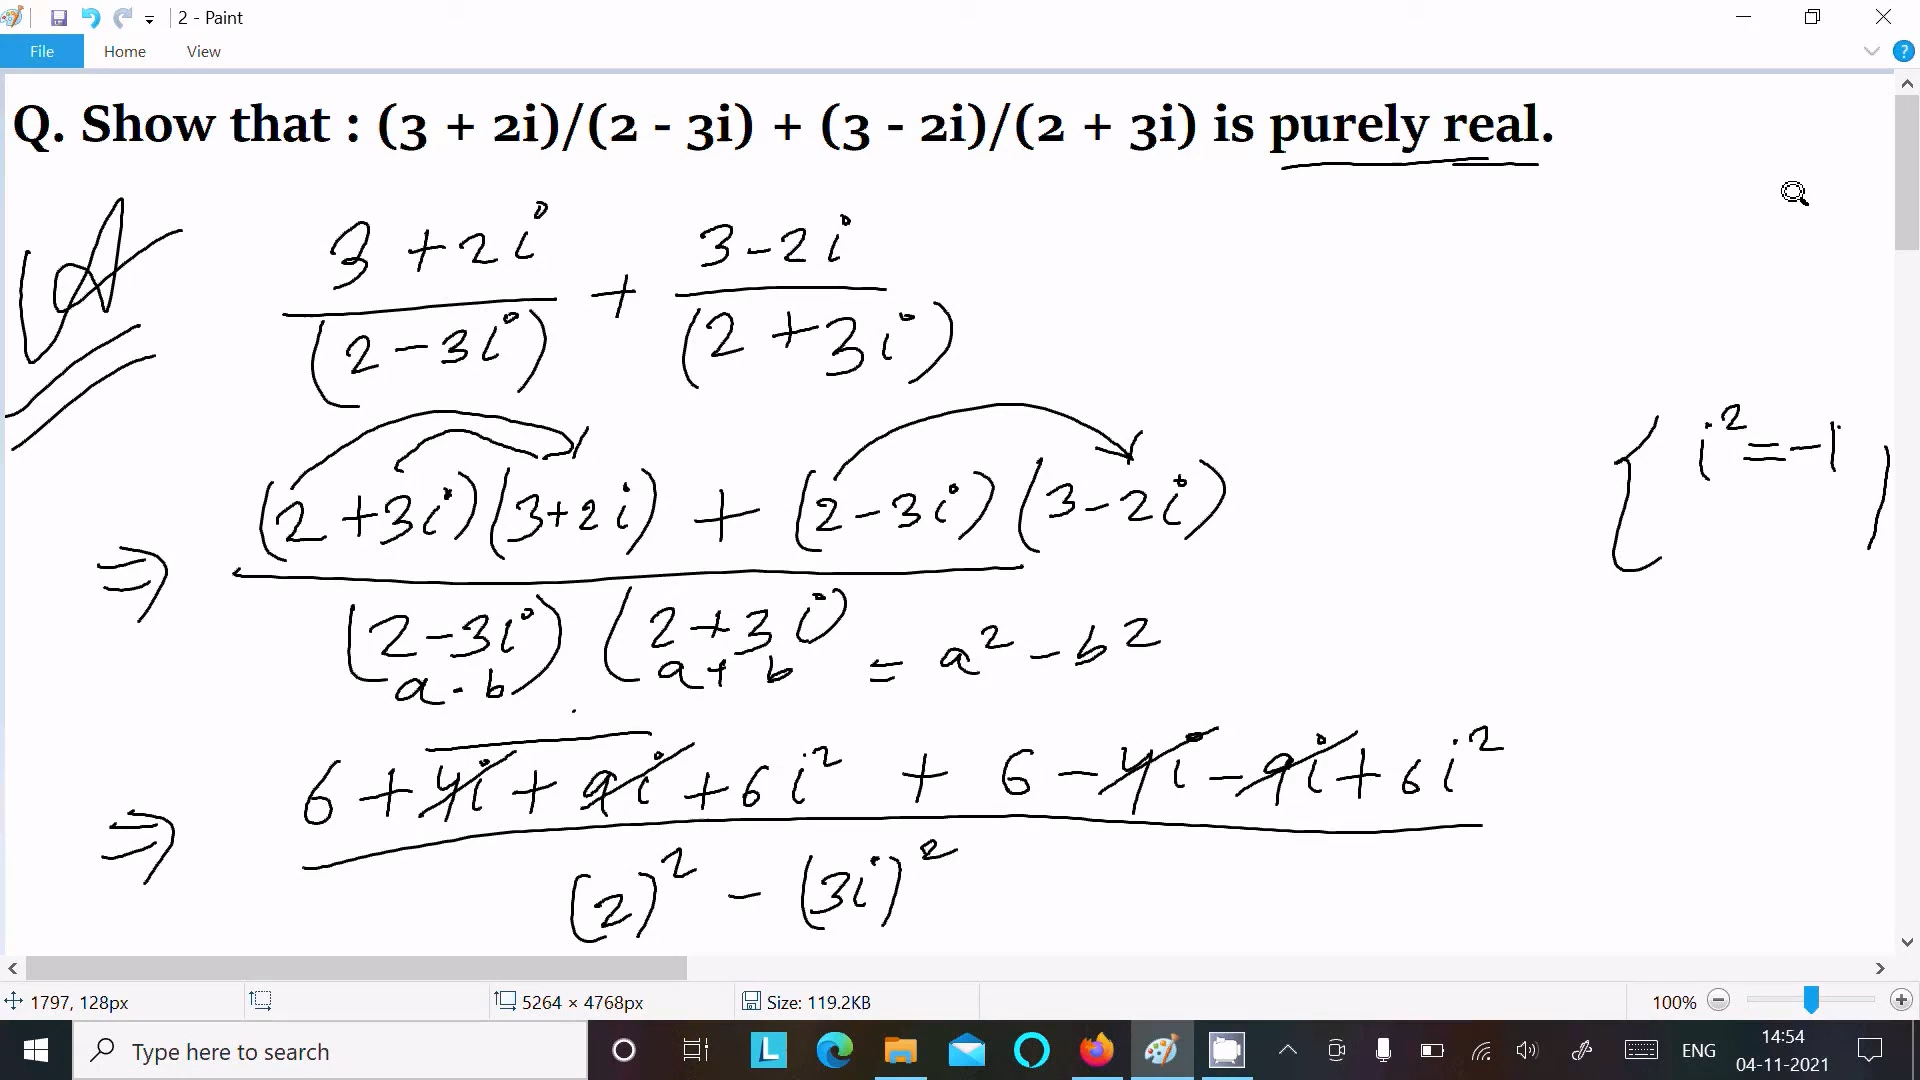 2 - Paint
File Home View
Q. Show that : (3 + 2i)/(2 - 3i) + (3 - 2i)/(2 + 3i) is purely real.
A
3 + 2i + 3 - 2i
(2 - 3i) (2 + 3i)
{ i² = -1 }
⇒ (2 + 3i)(3 + 2i) + (2 - 3i)(3 - 2i)
(2 - 3i) (2 + 3i)
a - b a + b = a² - b²
⇒ 6 + 4i + 9i + 6i² + 6 - 4i - 9i + 6i²
(2)² - (3i)²
1797, 128px 5264 × 4768px Size: 119.2KB 100%
Type here to search L ENG 14:54
04-11-2021